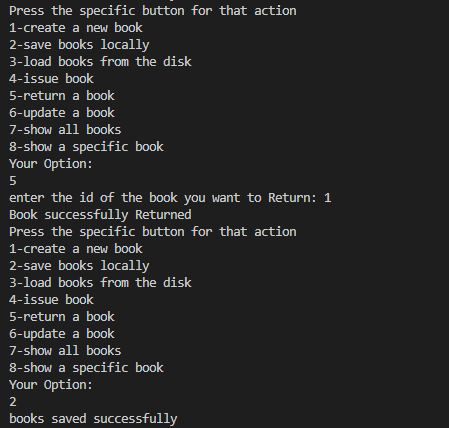 Press the specific button for that action
1-create a new book
2-save books locally
3-load books from the disk
4-issue book
5-return a book
6-update a book
7-show all books
8-show a specific book
Your Option:
5
enter the id of the book you want to Return: 1
Book successfully Returned
Press the specific button for that action
1-create a new book
2-save books locally
3-load books from the disk
4-issue book
5-return a book
6-update a book
7-show all books
8-show a specific book
Your Option:
2
books saved successfully